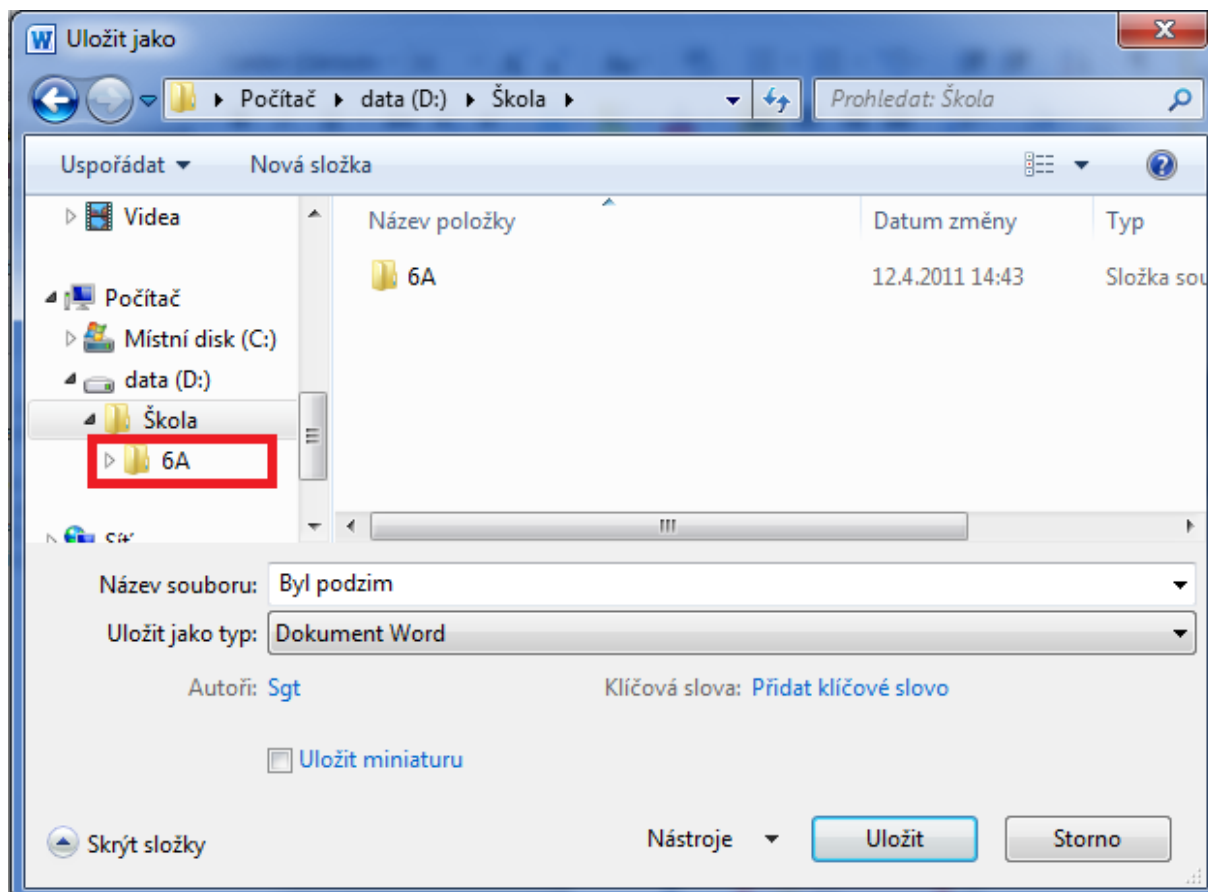 Uložit jako
Počítač ▸ data (D:) ▸ Škola ▸
Prohledat: Škola
Uspořádat Nová složka
Videa
Počítač
Místní disk (C:)
data (D:)
Škola
6A
Síť
Název položky Datum změny Typ
6A 12.4.2011 14:43 Složka sou
Název souboru: Byl podzim
Uložit jako typ: Dokument Word
Autoři: Sgt Klíčová slova: Přidat klíčové slovo
Uložit miniaturu
Skrýt složky Nástroje Uložit Storno